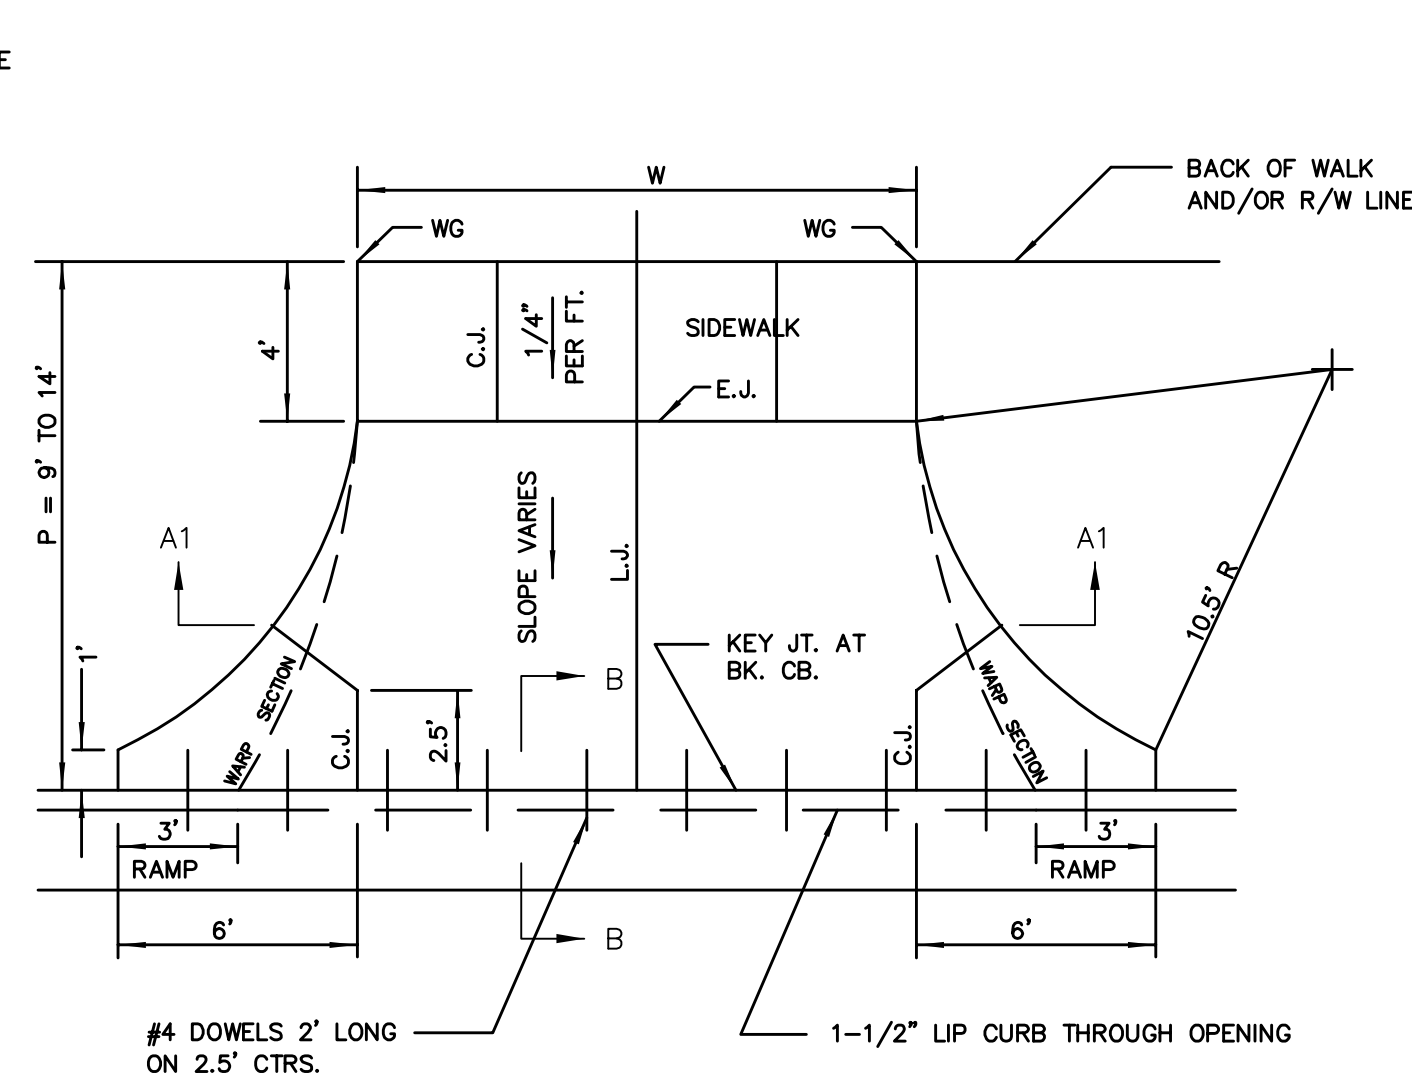 E
W
BACK OF WALK
AND/OR R/W LINE
WG
WG
C.J.
1/4"
PER FT.
SIDEWALK
4'
E.J.
P = 9' TO 14'
A1
SLOPE VARIES
L.J.
A1
10.5' R
1'
WARP SECTION
C.J.
2.5'
B
KEY JT. AT
BK. CB.
C.J.
WARP SECTION
3'
RAMP
3'
RAMP
6'
B
6'
#4 DOWELS 2' LONG
ON 2.5' CTRS.
1-1/2" LIP CURB THROUGH OPENING